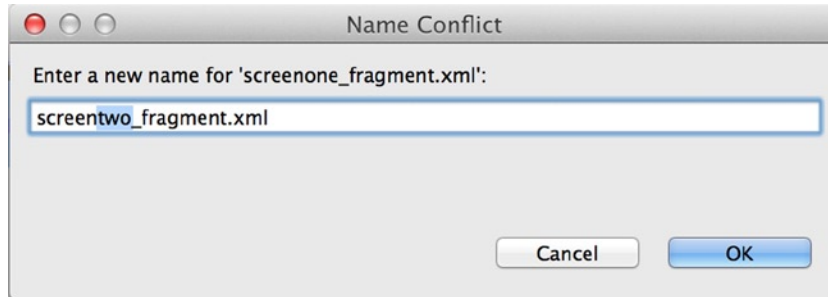 Name Conflict
Enter a new name for 'screenone_fragment.xml':
screentwo_fragment.xml
Cancel
OK